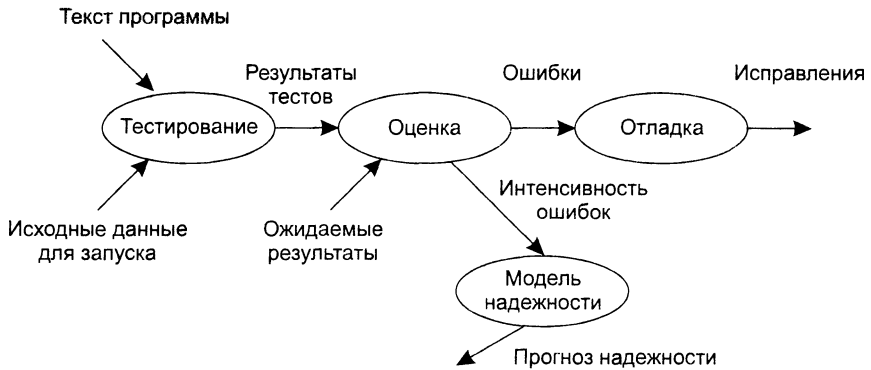 Текст программы
Результаты
тестов
Ошибки
Исправления
Тестирование
Оценка
Отладка
Исходные данные
для запуска
Ожидаемые
результаты
Интенсивность
ошибок
Модель
надежности
Прогноз надежности